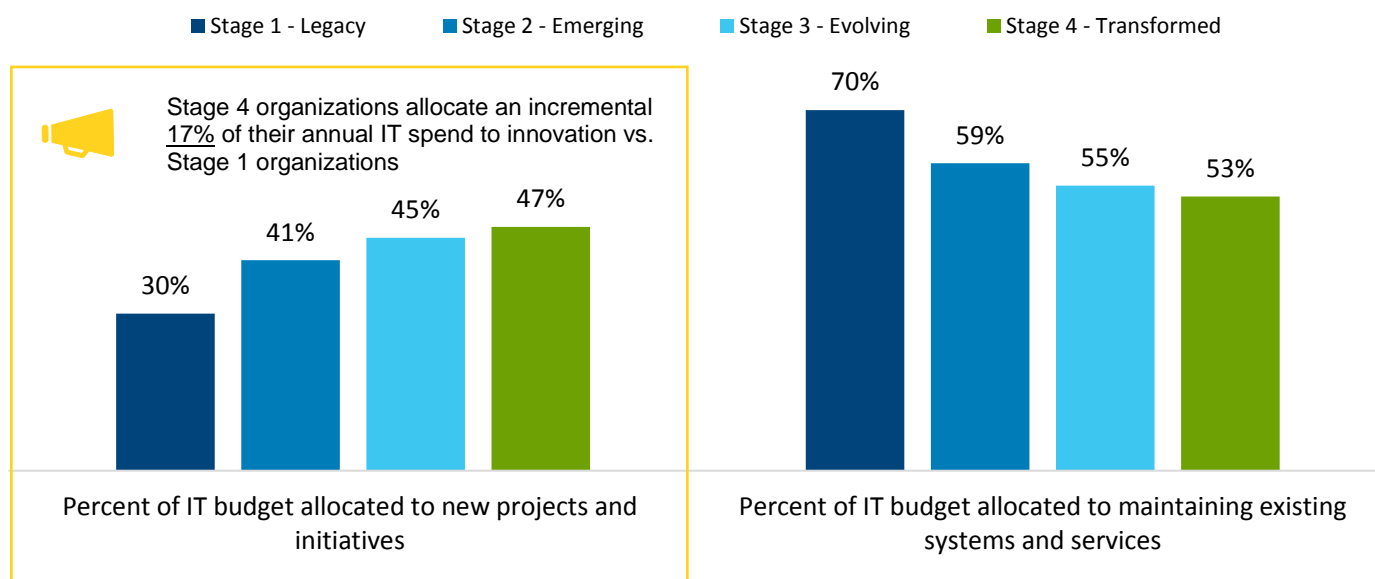 Stage 1 - Legacy
Stage 2 - Emerging
Stage 3 - Evolving
Stage 4 - Transformed
Stage 4 organizations allocate an incremental
17% of their annual IT spend to innovation vs.
Stage 1 organizations
30%
41%
45%
47%
70%
59%
55%
53%
Percent of IT budget allocated to new projects and
initiatives
Percent of IT budget allocated to maintaining existing
systems and services